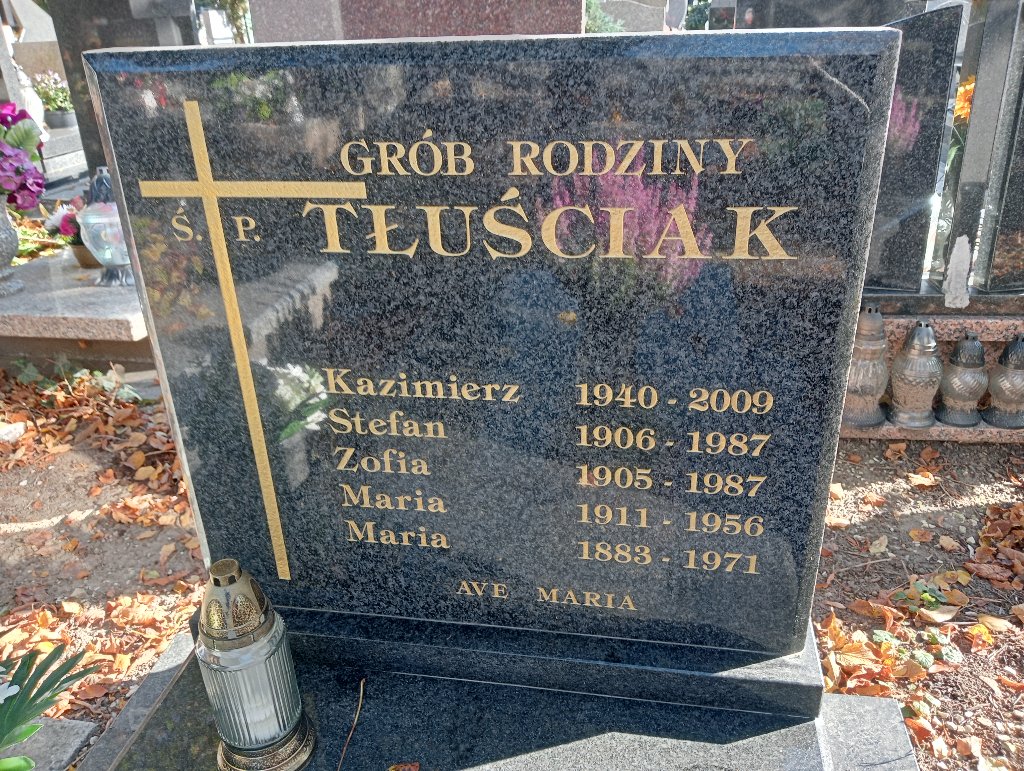 GRÓB RODZINY
Ś. P. TŁUŚCIAK
Kazimierz 1940 - 2009
Stefan 1906 - 1987
Zofia 1905 - 1987
Maria 1911 - 1956
Maria 1883 - 1971
AVE MARIA